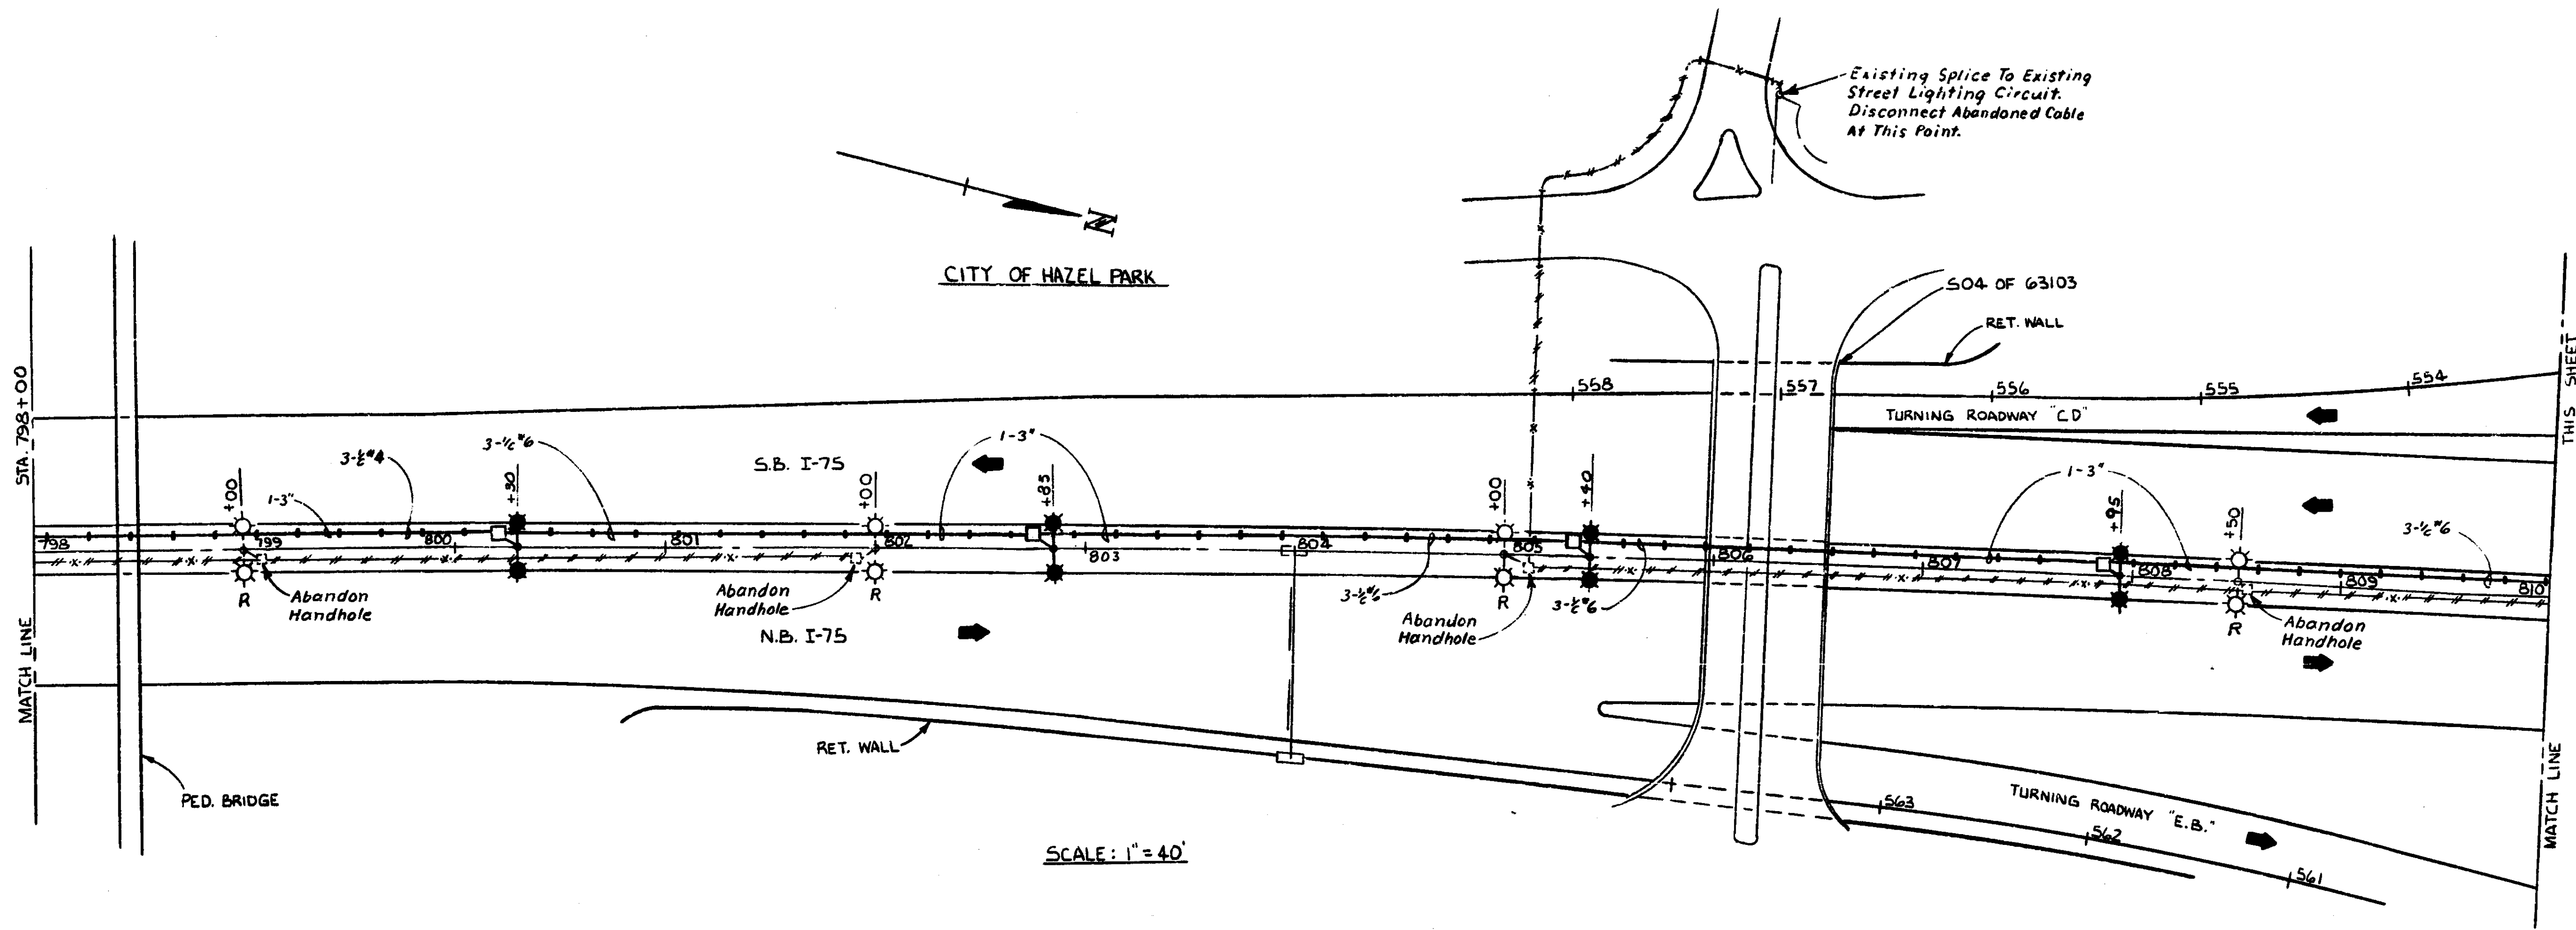 Existing Splice To Existing
Street Lighting Circuit.
Disconnect Abandoned Cable
At This Point.
N
CITY OF HAZEL PARK
S04 OF 63103
RET. WALL
STA. 798+00
MATCH LINE
THIS SHEET
MATCH LINE
558
557
556
555
554
TURNING ROADWAY "CD"
S.B. I-75
3-1/C #4
3-1/C #6
1-3"
1-3"
1-3"
+00
+30
+00
+85
+00
+40
+95
+50
3-1/C #6
798
799
800
801
802
803
804
805
806
807
808
809
810
R
Abandon
Handhole
Abandon
Handhole
R
3-1/C #6
R
3-1/C #6
Abandon
Handhole
R
Abandon
Handhole
N.B. I-75
RET. WALL
PED. BRIDGE
563
562
561
TURNING ROADWAY "E.B."
SCALE: 1" = 40'